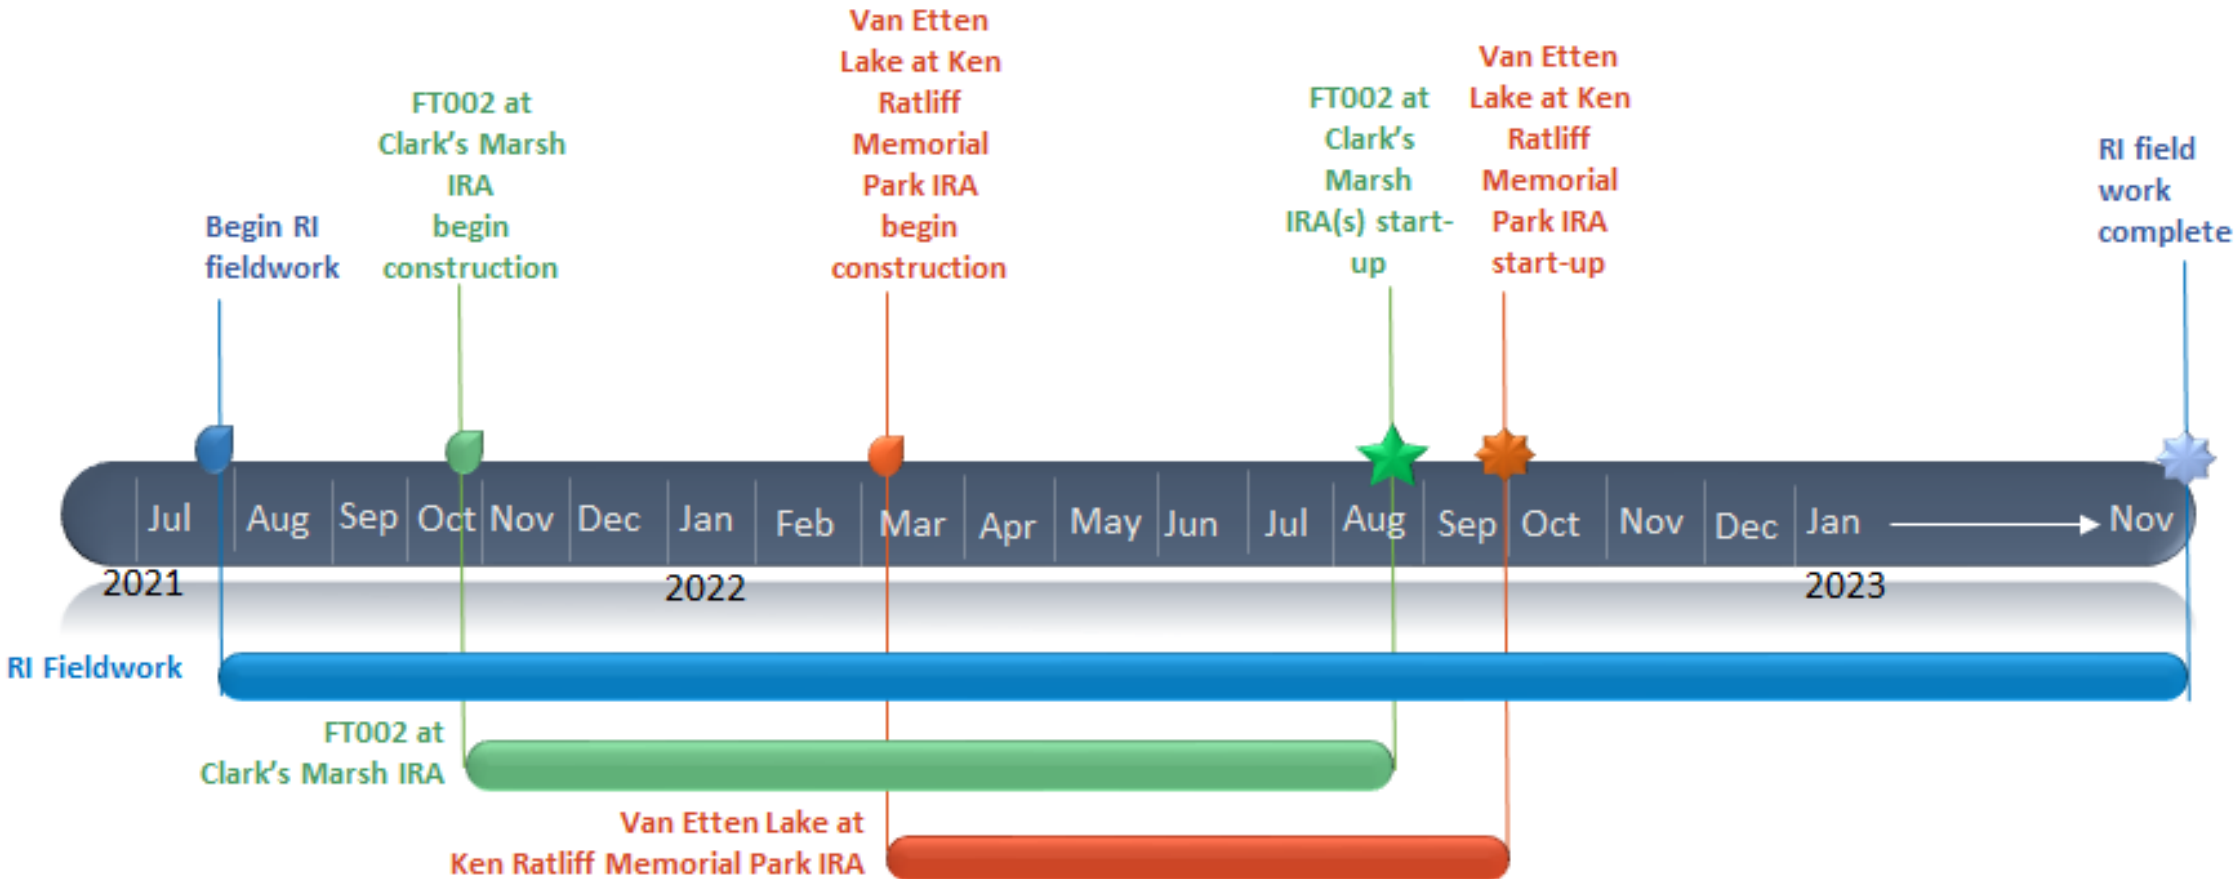 Begin RI
fieldwork
FT002 at
Clark's Marsh
IRA
begin
construction
Van Etten
Lake at Ken
Ratliff
Memorial
Park IRA
begin
construction
FT002 at
Clark's
Marsh
IRA(s) start-
up
Van Etten
Lake at Ken
Ratliff
Memorial
Park IRA
start-up
RI field
work
complete
Jul Aug Sep Oct Nov Dec Jan Feb Mar Apr May Jun Jul Aug Sep Oct Nov Dec Jan Nov
2021 2022 2023
RI Fieldwork
FT002 at
Clark's Marsh IRA
Van Etten Lake at
Ken Ratliff Memorial Park IRA